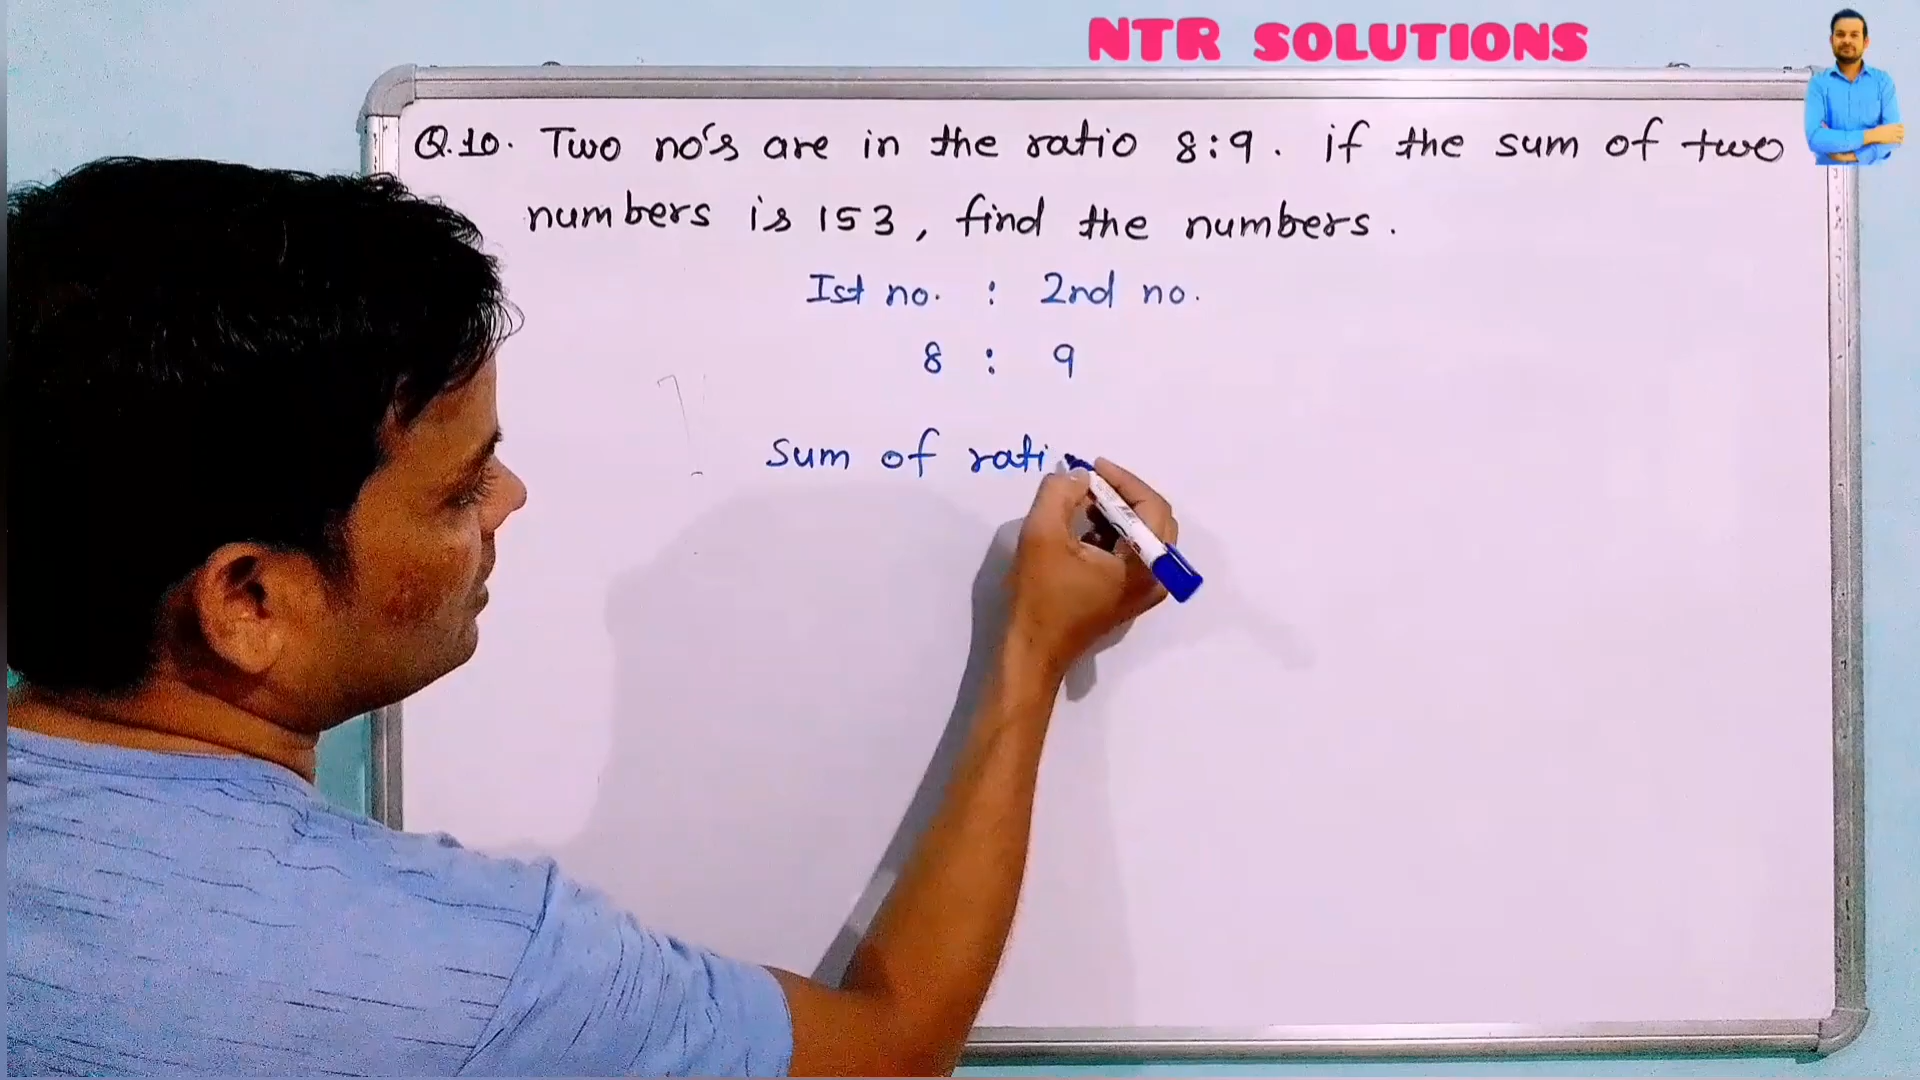 NTR SOLUTIONS
Q.10. Two no's are in the ratio 8:9. if the sum of two
numbers is 153, find the numbers.
Ist no. : 2nd no.
8 : 9
Sum of rati